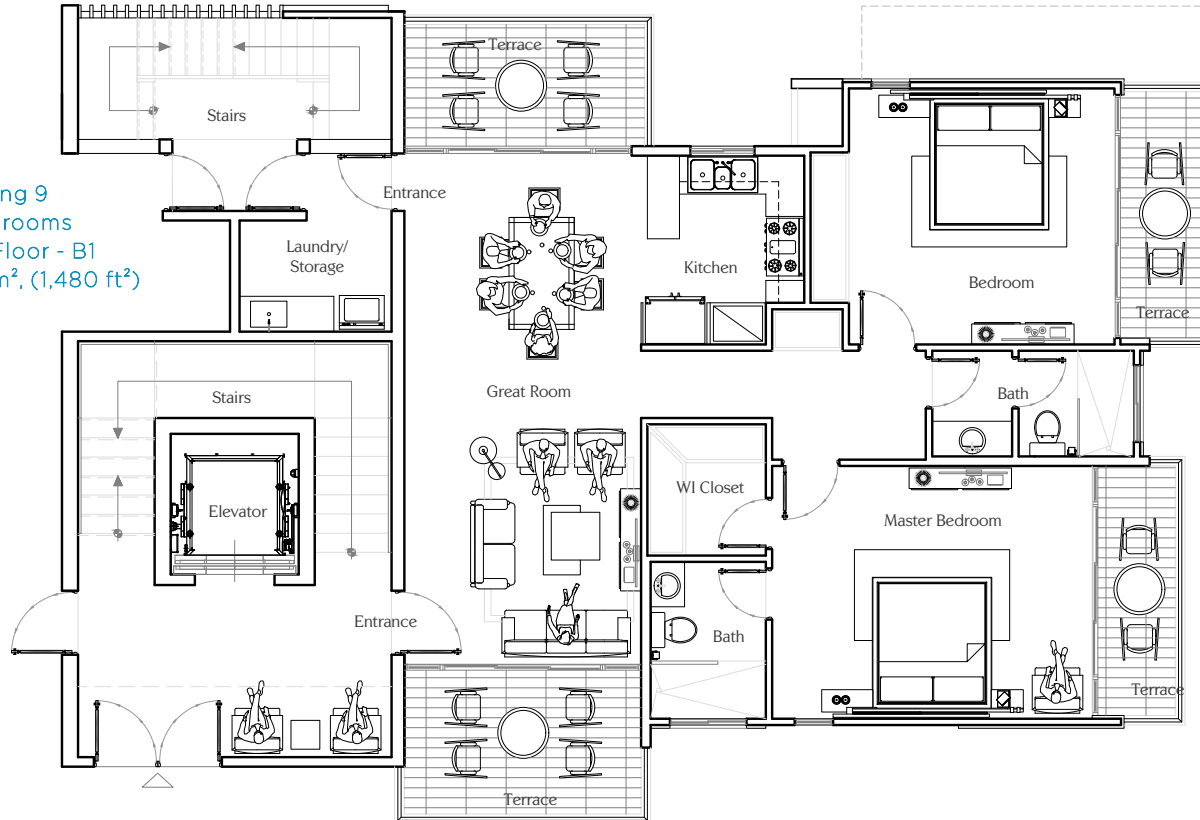 Terrace
Stairs
Entrance
ng 9
rooms
Floor - B1
m², (1,480 ft²)
Laundry/
Storage
Kitchen
Bedroom
Terrace
Stairs
Great Room
Bath
WI Closet
Elevator
Master Bedroom
Entrance
Bath
Terrace
Terrace